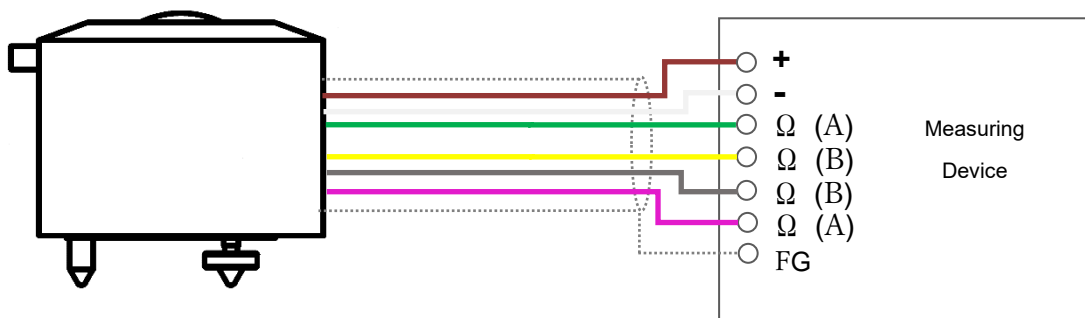 +
-
Ω (A)
Ω (B)
Ω (B)
Ω (A)
FG
Measuring
Device